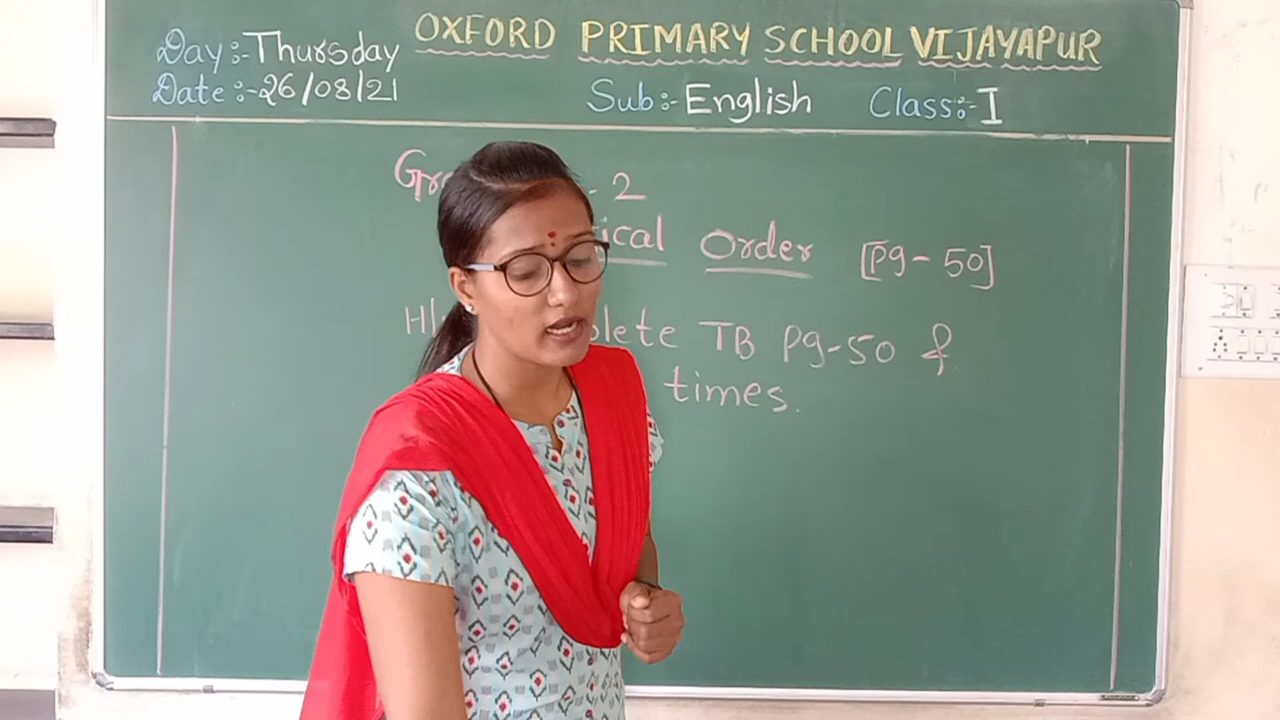 OXFORD PRIMARY SCHOOL VIJAYAPUR
Day:-Thursday
Date:-26/08/21
Sub:-English Class:-I
- 2
Order [Pg-50]
TB Pg-50 &
times.